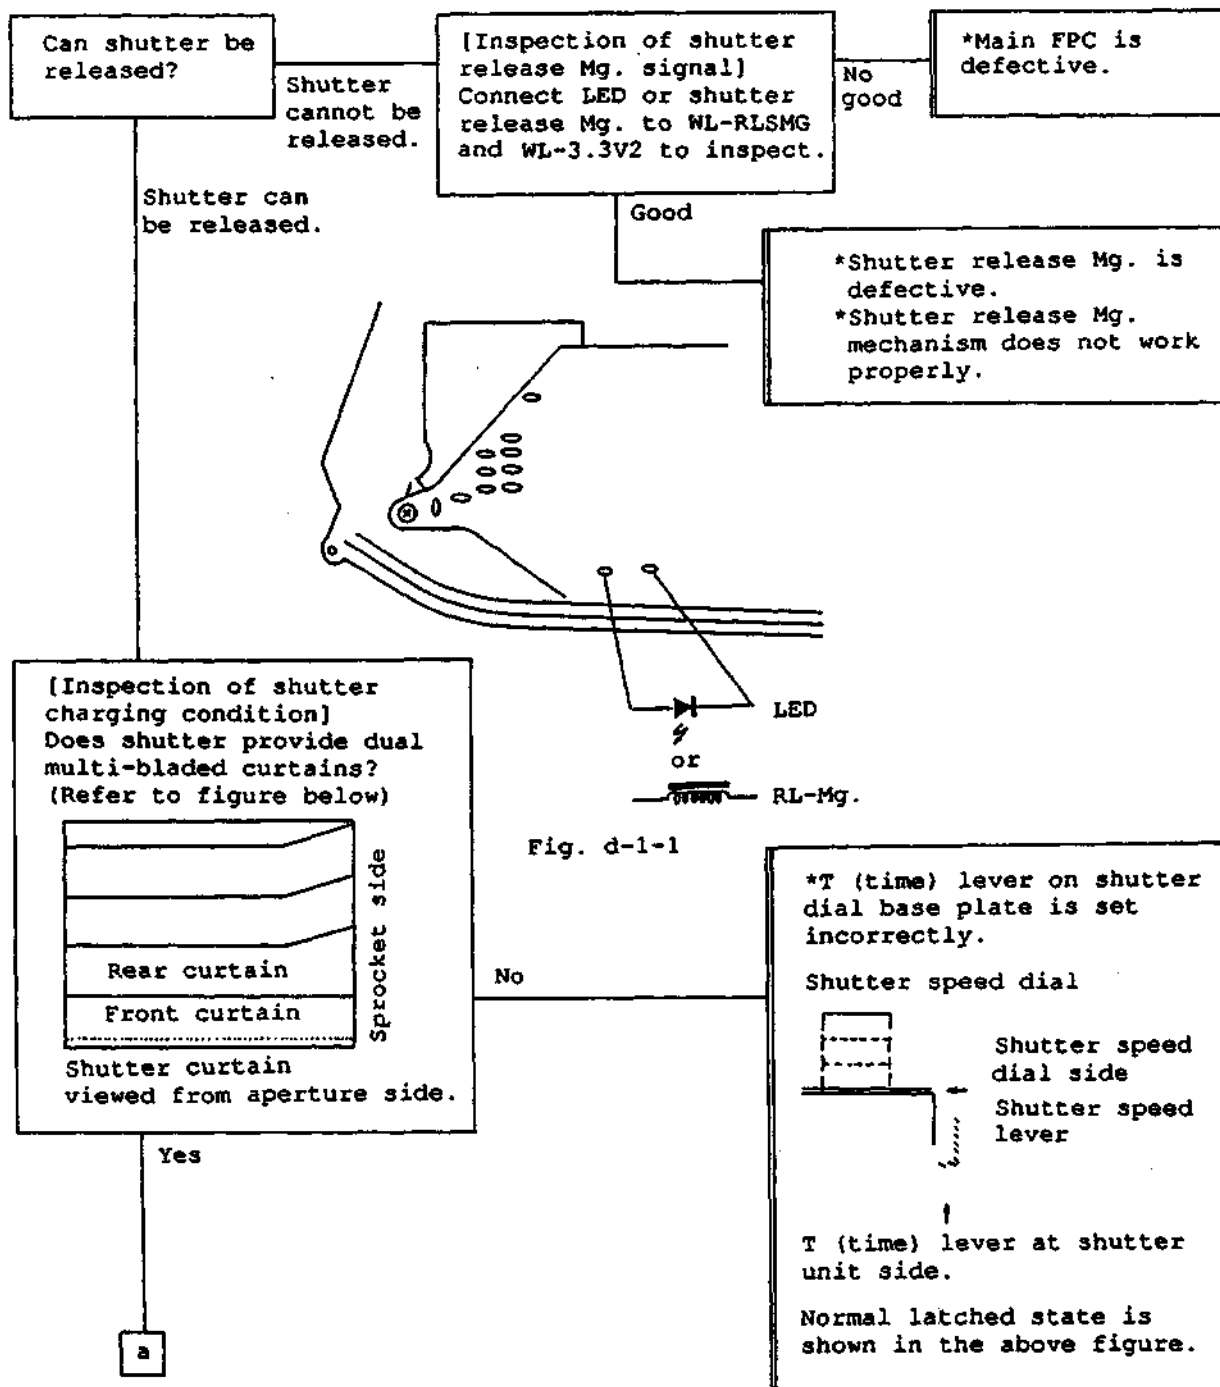 Can shutter be
released?
Shutter
cannot be
released.
[Inspection of shutter
release Mg. signal]
Connect LED or shutter
release Mg. to WL-RLSMG
and WL-3.3V2 to inspect.
No
good
*Main FPC is
defective.
Shutter can
be released.
Good
*Shutter release Mg. is
defective.
*Shutter release Mg.
mechanism does not work
properly.
LED
or
RL-Mg.
Fig. d-1-1
[Inspection of shutter
charging condition]
Does shutter provide dual
multi-bladed curtains?
(Refer to figure below)
Rear curtain
Front curtain
Sprocket side
Shutter curtain
viewed from aperture side.
No
*T (time) lever on shutter
dial base plate is set
incorrectly.
Shutter speed dial
Shutter speed
dial side
Shutter speed
lever
T (time) lever at shutter
unit side.
Normal latched state is
shown in the above figure.
Yes
a